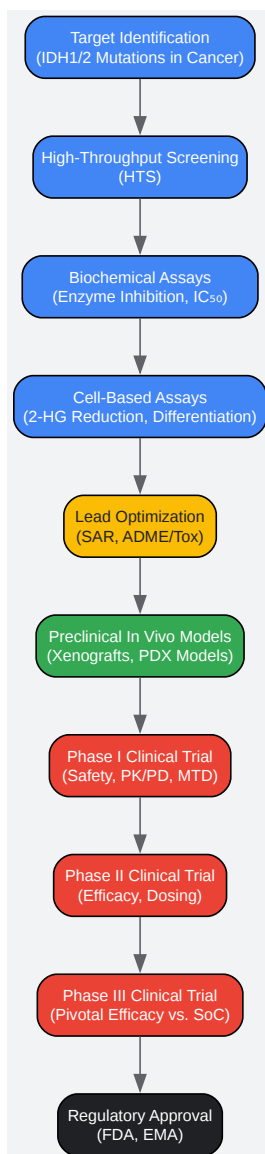 Target Identification
(IDH1/2 Mutations in Cancer)
High-Throughput Screening
(HTS)
Biochemical Assays
(Enzyme Inhibition, IC₅₀)
Cell-Based Assays
(2-HG Reduction, Differentiation)
Lead Optimization
(SAR, ADME/Tox)
Preclinical In Vivo Models
(Xenografts, PDX Models)
Phase I Clinical Trial
(Safety, PK/PD, MTD)
Phase II Clinical Trial
(Efficacy, Dosing)
Phase III Clinical Trial
(Pivotal Efficacy vs. SoC)
Regulatory Approval
(FDA, EMA)